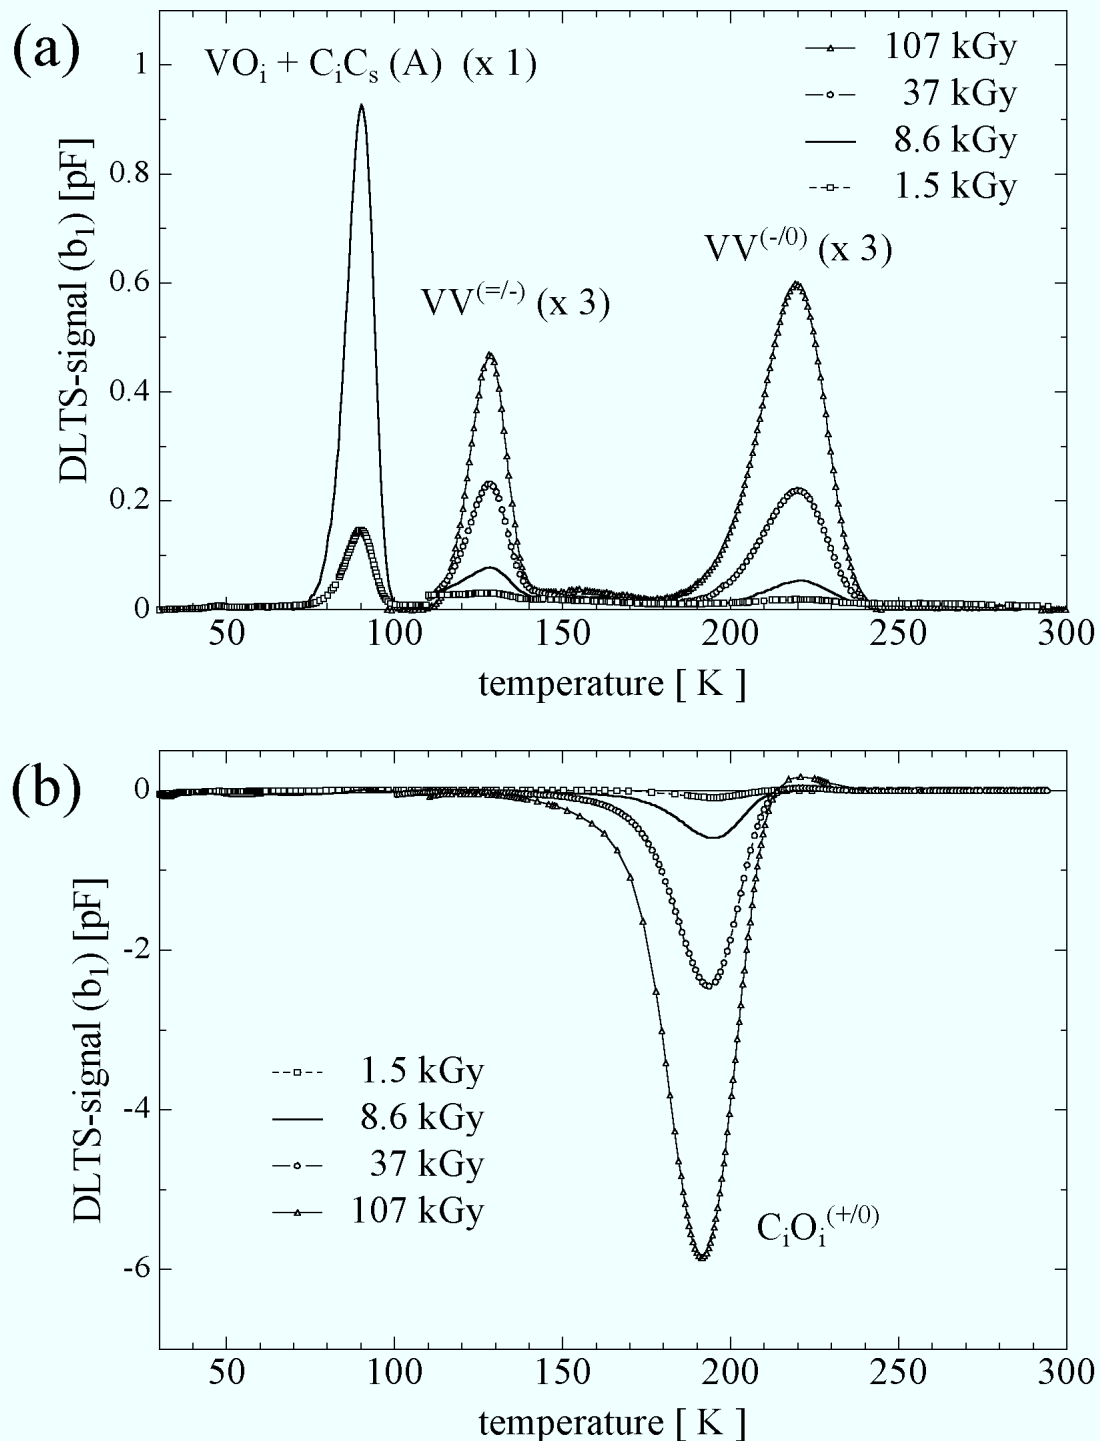 (a)
VOi + CiCs (A) (x 1)
107 kGy
37 kGy
8.6 kGy
1.5 kGy
VV(=/-) (x 3)
VV(-/0) (x 3)
DLTS-signal (b1) [pF]
1
0.8
0.6
0.4
0.2
0
50 100 150 200 250 300
temperature [ K ]
(b)
DLTS-signal (b1) [pF]
0
-2
-4
-6
1.5 kGy
8.6 kGy
37 kGy
107 kGy
CiOi(+/0)
50 100 150 200 250 300
temperature [ K ]